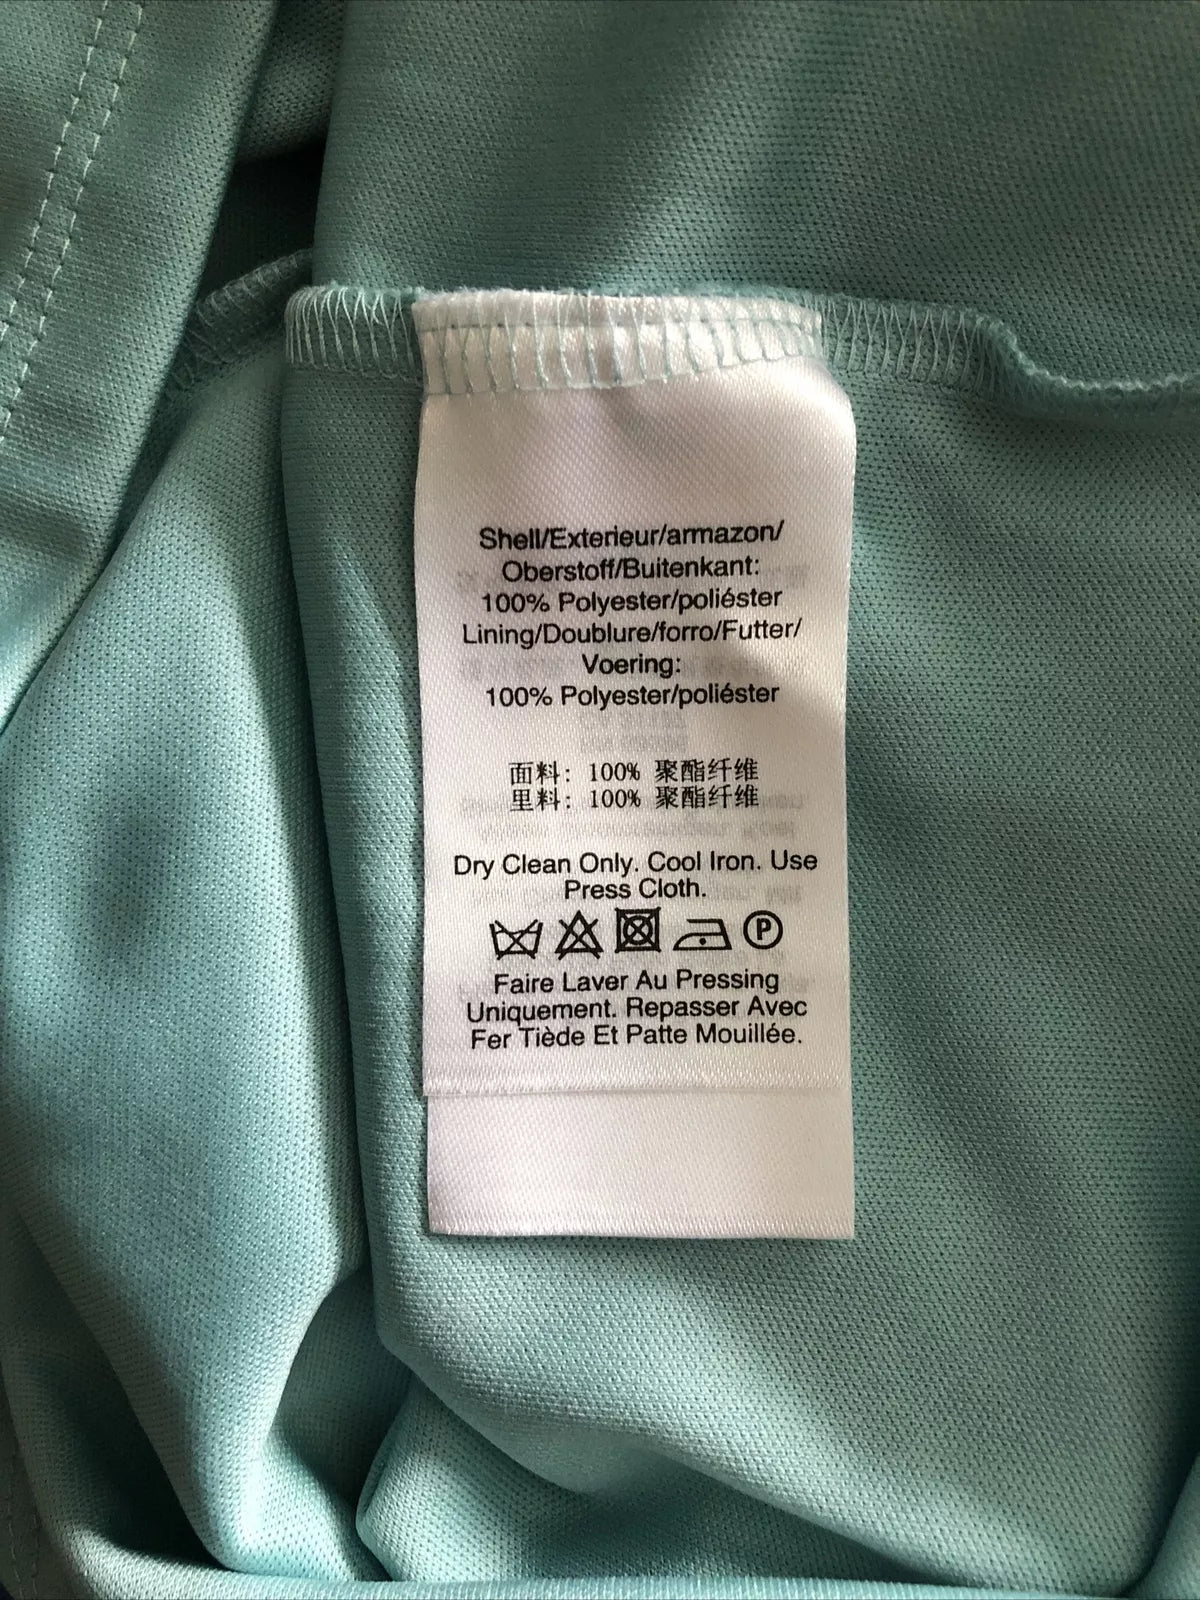 Shell/Exterieur/armazon/
Oberstoff/Buitenkant:
100% Polyester/poliéster
Lining/Doublure/forro/Futter/
Voering:
100% Polyester/poliéster
面料: 100% 聚酯纤维
里料: 100% 聚酯纤维
Dry Clean Only. Cool Iron. Use
Press Cloth.
P
Faire Laver Au Pressing
Uniquement. Repasser Avec
Fer Tiède Et Patte Mouillée.